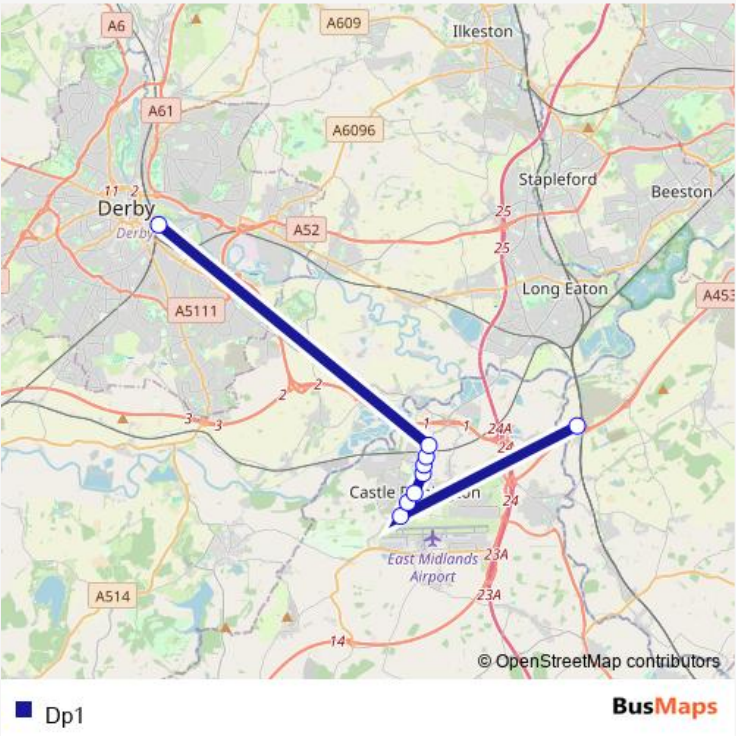 A6
A609
Ilkeston
A61
A6096
Stapleford
11 2
Beeston
Derby
25
Derby
A52
25
Long Eaton
A5111
A453
2
2
3 3
1 1
24A
24
Castle D ington
24
East Midlands
Airport
23A
23A
A514
14
© OpenStreetMap contributors
Dp1
BusMaps